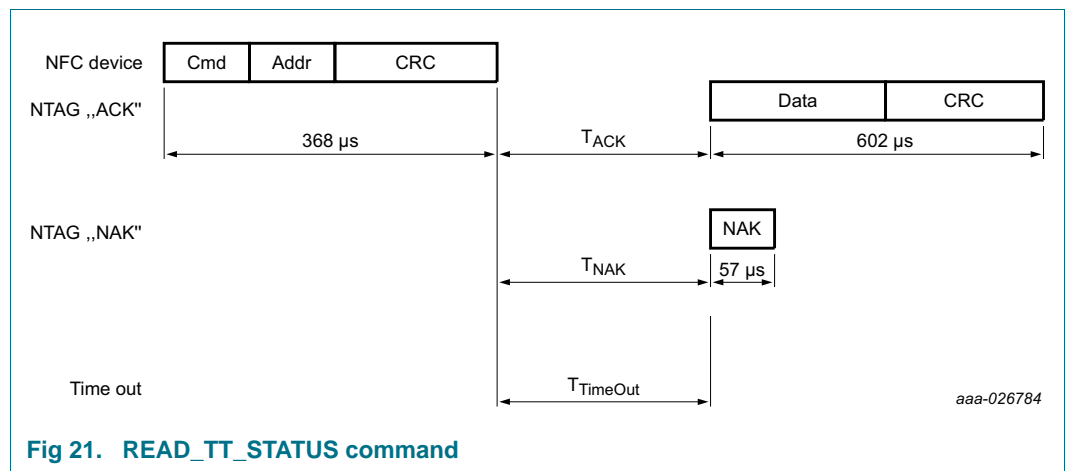 NFC device Cmd Addr CRC
NTAG ,,ACK" Data CRC
368 µs TACK 602 µs
NTAG ,,NAK" NAK
TNAK 57 µs
Time out TTimeOut
aaa-026784
Fig 21. READ_TT_STATUS command